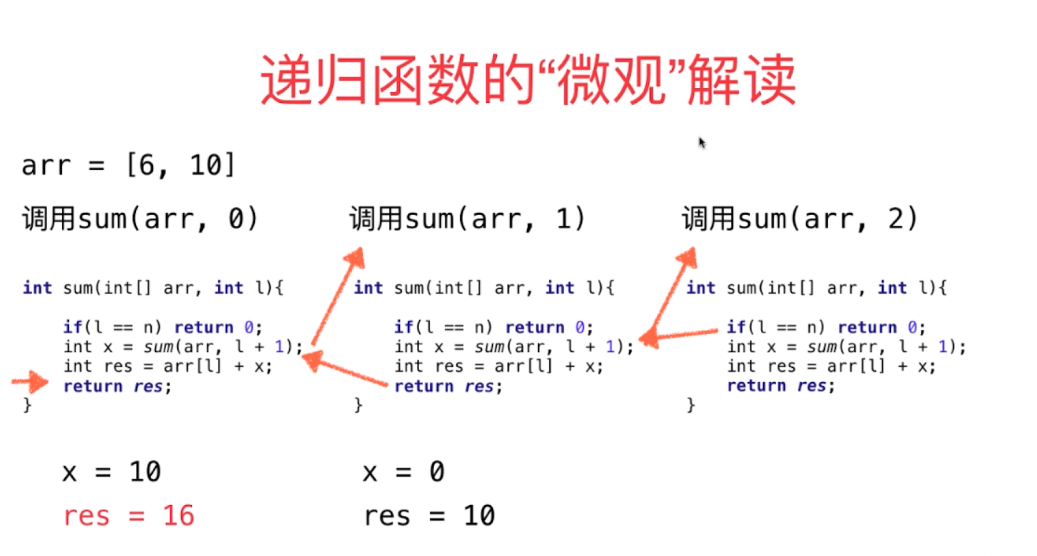 递归函数的“微观”解读
arr = [6, 10]
调用sum(arr, 0)
int sum(int[] arr, int l){
if(l == n) return 0;
int x = sum(arr, l + 1);
int res = arr[l] + x;
return res;
}
x = 10
res = 16
调用sum(arr, 1)
int sum(int[] arr, int l){
if(l == n) return 0;
int x = sum(arr, l + 1);
int res = arr[l] + x;
return res;
}
x = 0
res = 10
调用sum(arr, 2)
int sum(int[] arr, int l){
if(l == n) return 0;
int x = sum(arr, l + 1);
int res = arr[l] + x;
return res;
}